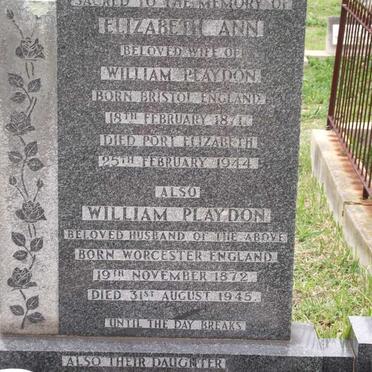 SACRED TO THE MEMORY OF
ELIZABETH ANN
BELOVED WIFE OF
WILLIAM PLAYDON
BORN BRISTOL ENGLAND
18TH FEBRUARY 1871.
DIED PORT ELIZABETH
25TH FEBRUARY 1944.
ALSO
WILLIAM PLAYDON
BELOVED HUSBAND OF THE ABOVE
BORN WORCESTER ENGLAND
19TH NOVEMBER 1872.
DIED 31ST AUGUST 1945.
UNTIL THE DAY BREAKS
ALSO THEIR DAUGHTER